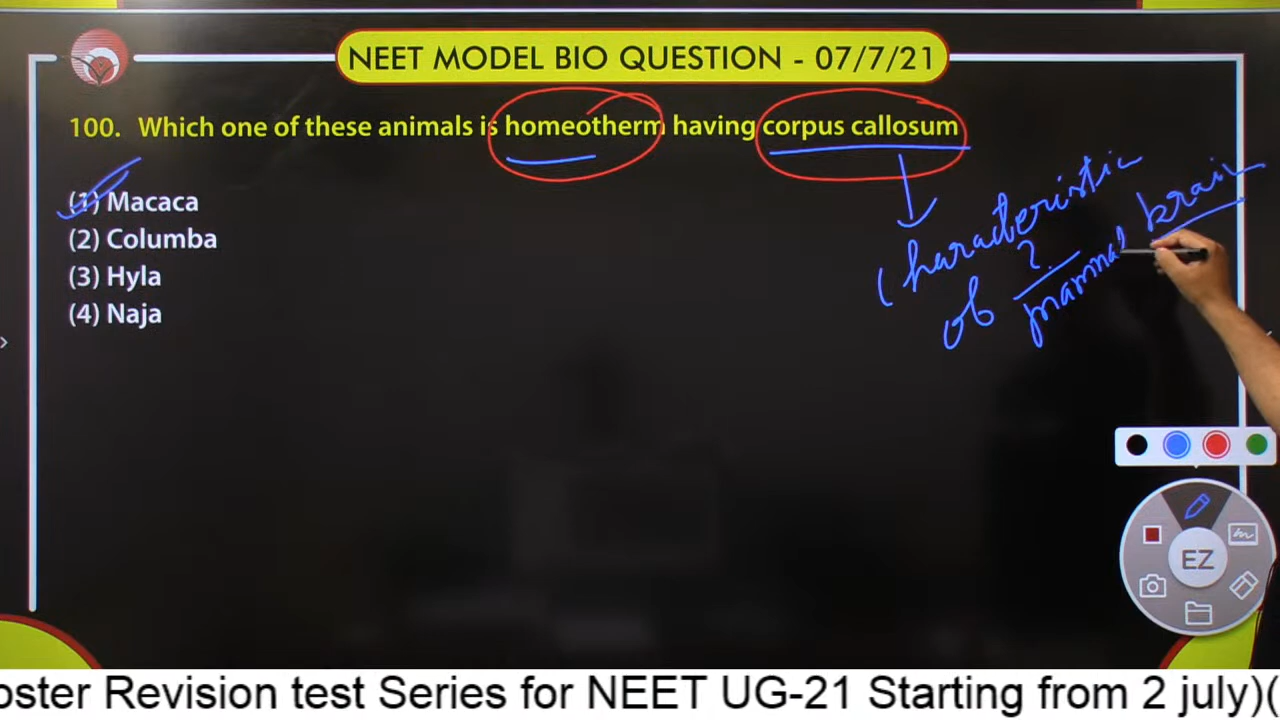 NEET MODEL BIO QUESTION - 07/7/21
100. Which one of these animals is homeotherm having corpus callosum
(1) Macaca
(2) Columba
(3) Hyla
(4) Naja
Characteristic
of mammal brain
?
EZ
oster Revision test Series for NEET UG-21 Starting from 2 july)(